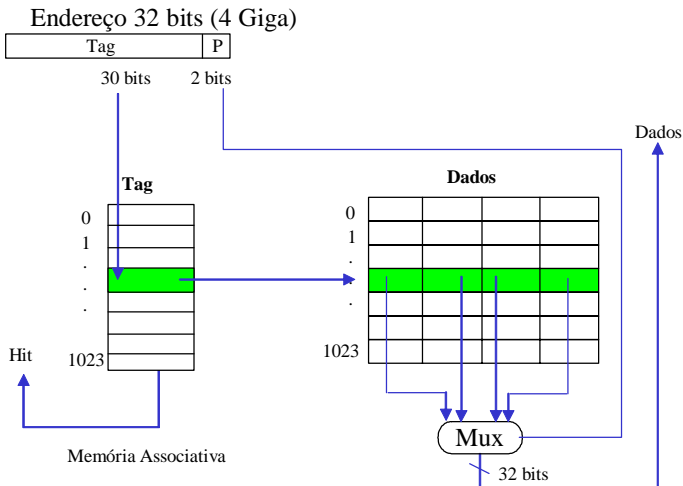 Endereço 32 bits (4 Giga)
Tag P
30 bits 2 bits
Dados
Tag
Dados
0
1
.
.
.
1023
0
1
.
.
.
1023
Hit
Mux
Memória Associativa
32 bits